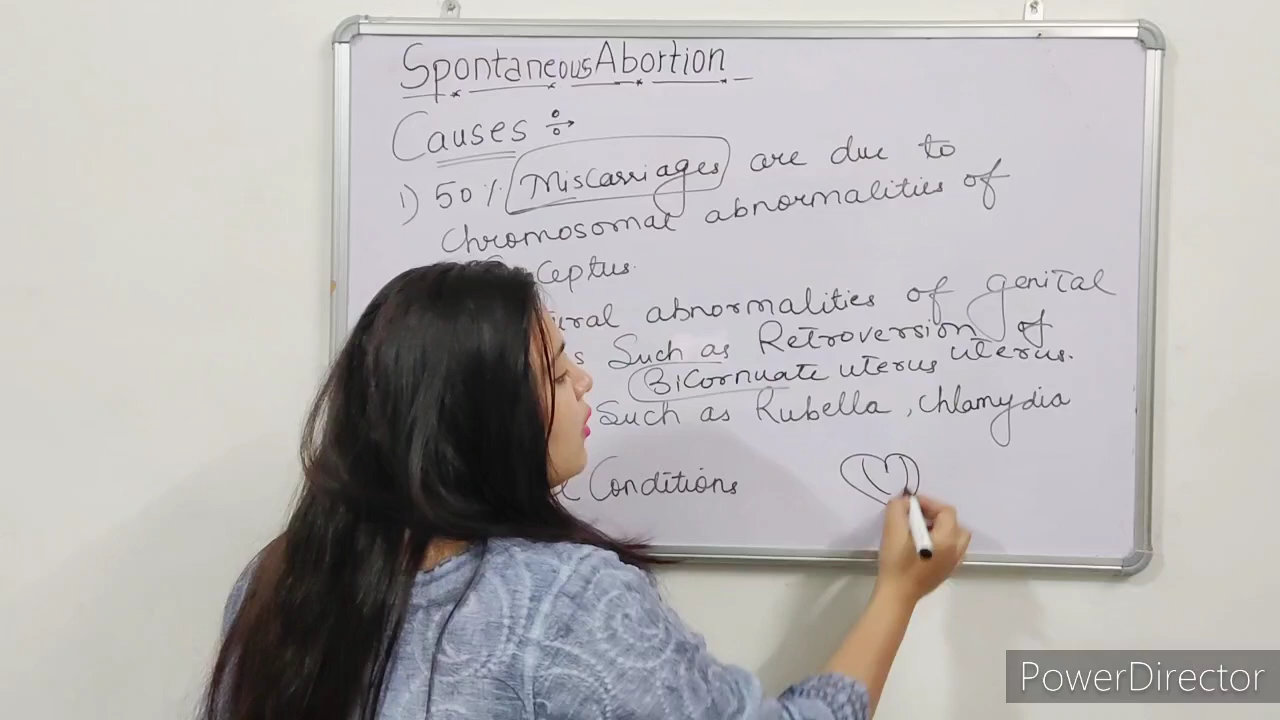 Spontaneous Abortion
Causes ÷
1) 50% Miscarriages are due to
Chromosomal abnormalities of
ceptus.
ural abnormalities of genital
s Such as Retroversion of
Bicornuate uterus uterus.
Such as Rubella, Chlamydia
Conditions
PowerDirector